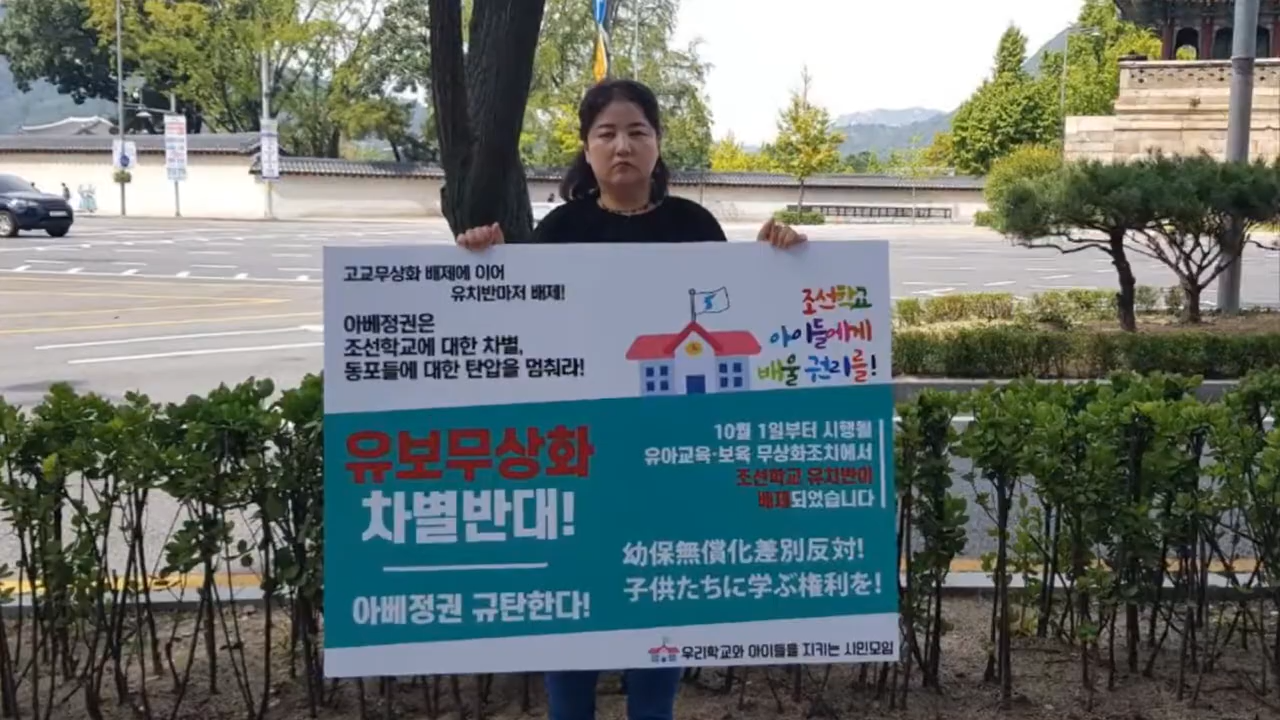 고교무상화 배제에 이어
유치반마저 배제!
아베정권은
조선학교에 대한 차별,
동포들에 대한 탄압을 멈춰라!
조선학교
아이들에게
배울 권리를!
유보무상화
차별반대!
아베정권 규탄한다!
10월 1일부터 시행될
유아교육·보육 무상화조치에서
조선학교 유치반이
배제되었습니다
幼保無償化差別反対!
子供たちに学ぶ権利を!
우리학교와 아이들을 지키는 시민모임